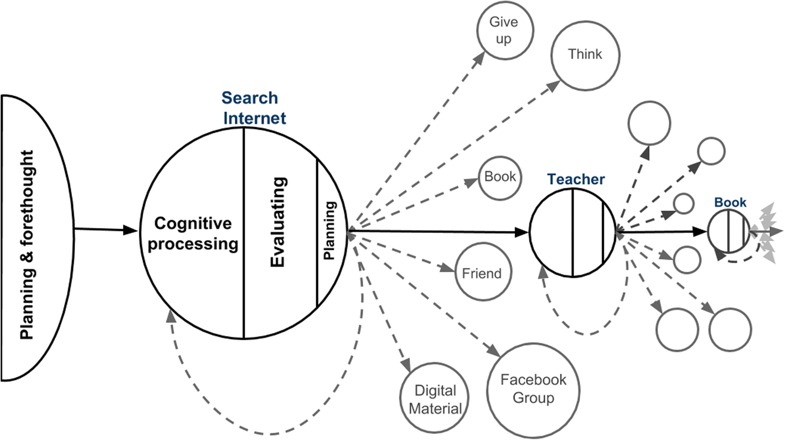 Planning & forethought
Search
Internet
Cognitive
processing
Evaluating
Planning
Give
up
Think
Book
Friend
Digital
Material
Facebook
Group
Teacher
Book